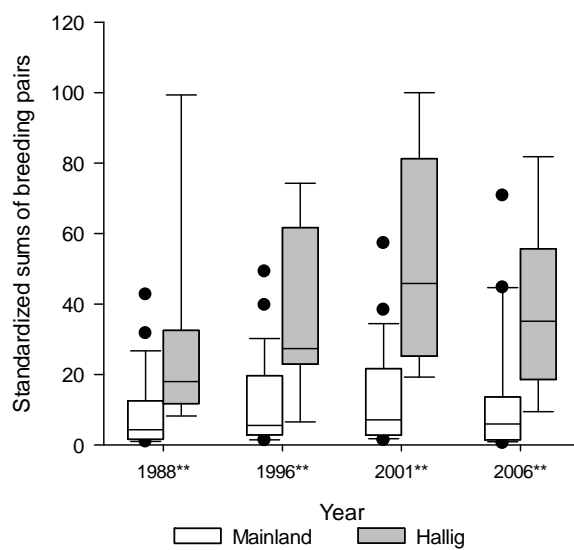 120
100
80
60
40
20
0
Standardized sums of breeding pairs
1988** 1996** 2001** 2006**
Year
Mainland Hallig